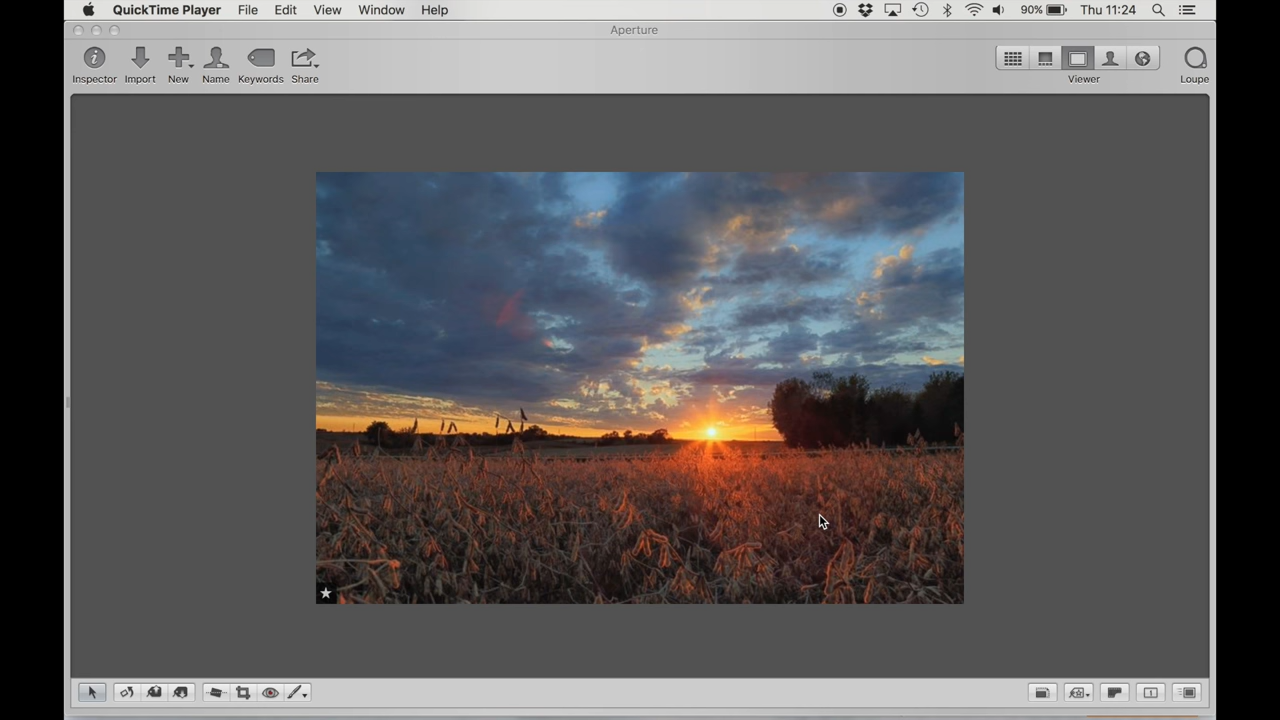 QuickTime Player File Edit View Window Help 90% Thu 11:24
Aperture
Inspector Import New Name Keywords Share Viewer Loupe
1